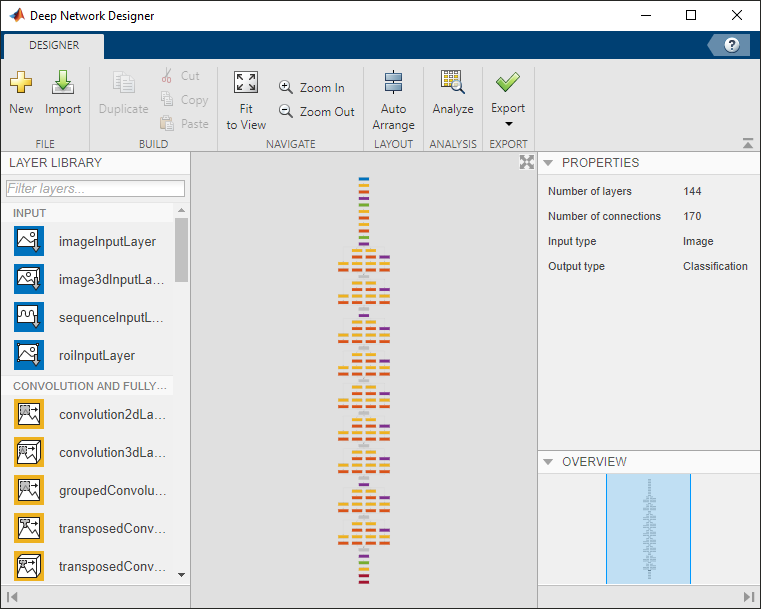 Deep Network Designer
DESIGNER
?
New
Import
Duplicate
Cut
Copy
Paste
Fit
to View
Zoom In
Zoom Out
Auto
Arrange
Analyze
Export
FILE
BUILD
NAVIGATE
LAYOUT
ANALYSIS
EXPORT
LAYER LIBRARY
Filter layers...
INPUT
imageInputLayer
image3dInputLa...
sequenceInputL...
roiInputLayer
CONVOLUTION AND FULLY...
convolution2dLa...
convolution3dLa...
groupedConvolu...
transposedConv...
transposedConv...
PROPERTIES
Number of layers 144
Number of connections 170
Input type Image
Output type Classification
OVERVIEW